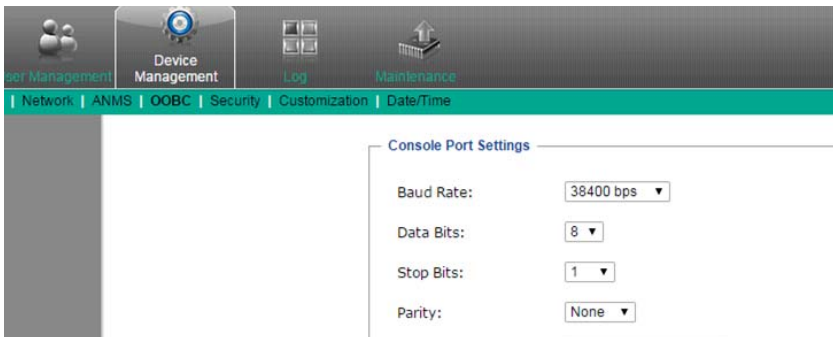 ser Management
Device Management
Log
Maintenance
| Network | ANMS | OOBC | Security | Customization | Date/Time
Console Port Settings
Baud Rate: 38400 bps
Data Bits: 8
Stop Bits: 1
Parity: None